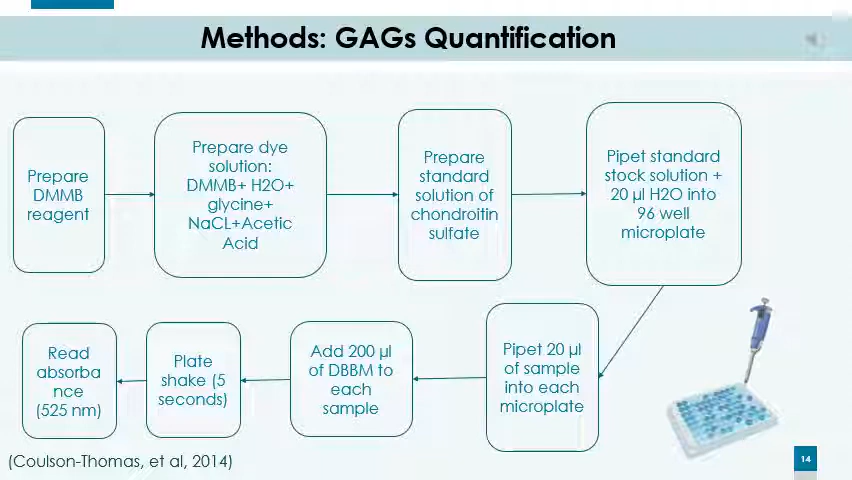 Methods: GAGs Quantification
Prepare
DMMB
reagent
Prepare dye
solution:
DMMB+ H2O+
glycine+
NaCL+Acetic
Acid
Prepare
standard
solution of
chondroitin
sulfate
Pipet standard
stock solution +
20 µl H2O into
96 well
microplate
Pipet 20 µl
of sample
into each
microplate
Add 200 µl
of DBBM to
each
sample
Plate
shake (5
seconds)
Read
absorba
nce
(525 nm)
(Coulson-Thomas, et al, 2014)
14